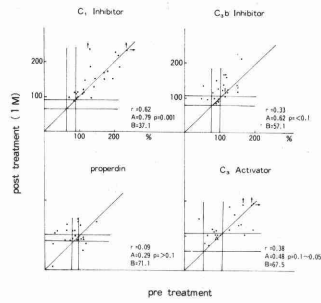 C₁ Inhibitor
C₃b Inhibitor
200
100
r=0.62
A=0.79 p=0.001
B=37.1
100
200
%
200
100
r=0.33
A=0.62 p=<0.1
B=57.1
100
200
%
post treatment (1M)
properdin
C₃ Activator
r=0.09
A=0.29 p=>0.1
B=71.1
r=0.38
A=0.48 p=0.1~0.05
B=67.5
pre treatment